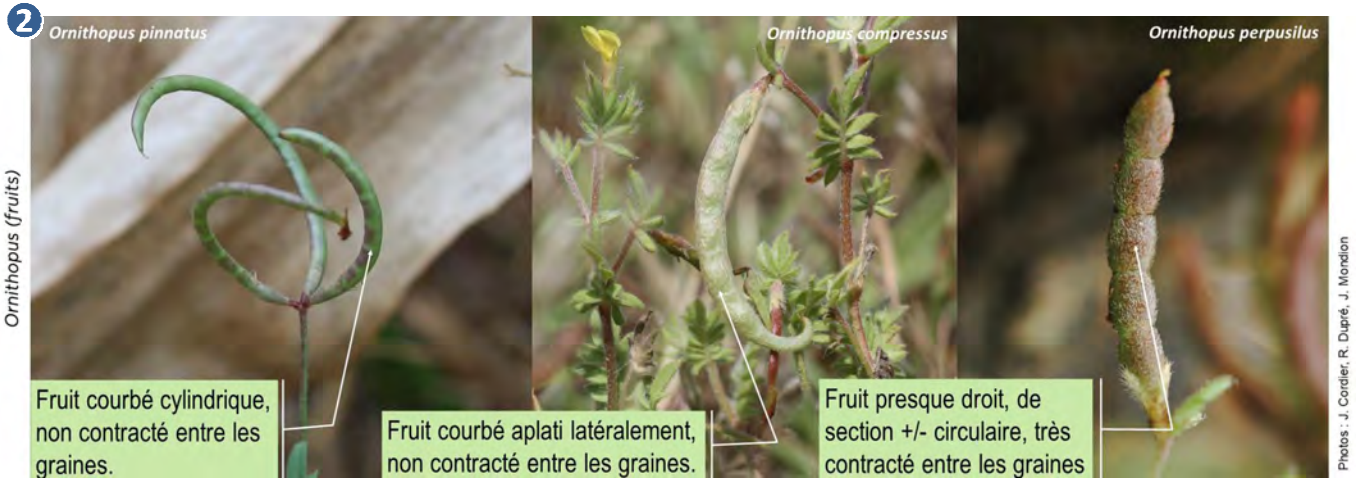 2
Ornithopus pinnatus
Ornithopus compressus
Ornithopus perpusilus
Ornithopus (fruits)
Fruit courbé cylindrique,
non contracté entre les
graines.
Fruit courbé aplati latéralement,
non contracté entre les graines.
Fruit presque droit, de
section +/- circulaire, très
contracté entre les graines
Photos : J. Cordier, R. Dupré, J. Mondion